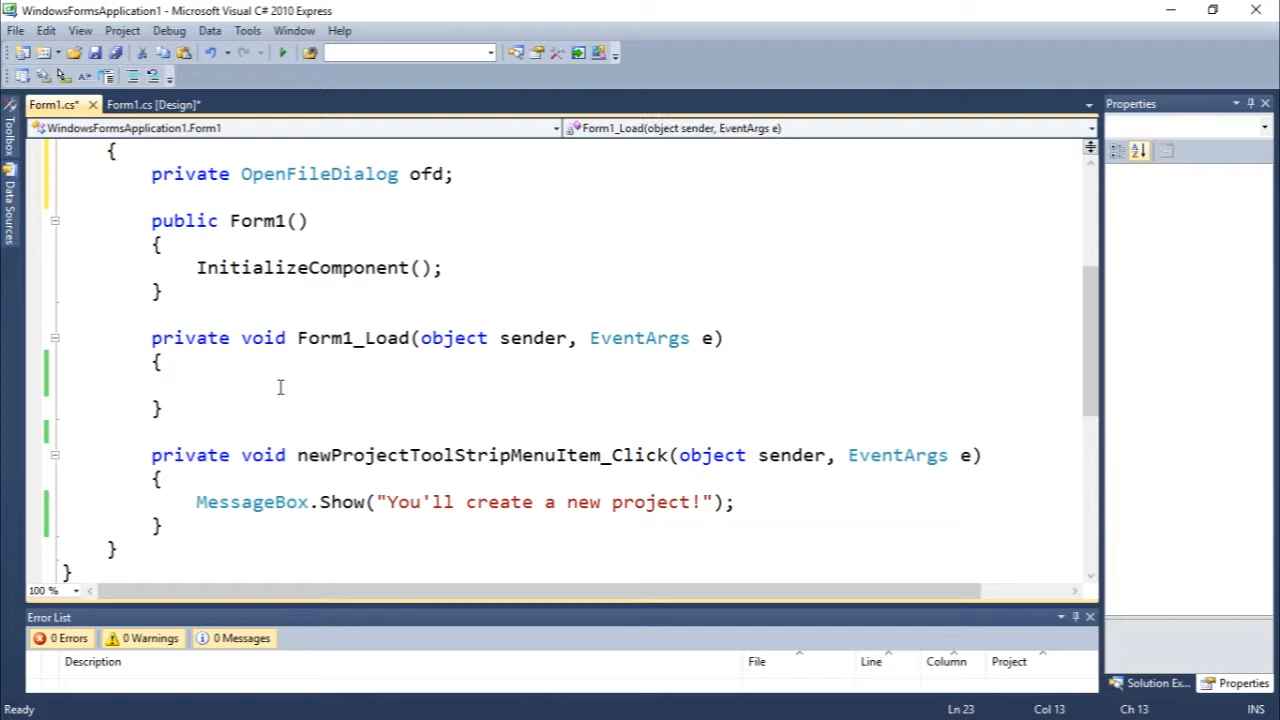 WindowsFormsApplication1 - Microsoft Visual C# 2010 Express
File Edit View Project Debug Data Tools Window Help
Form1.cs* Form1.cs [Design]*
Properties
WindowsFormsApplication1.Form1
Form1_Load(object sender, EventArgs e)
Toolbox
Data Sources
{
private OpenFileDialog ofd;
public Form1()
{
InitializeComponent();
}
private void Form1_Load(object sender, EventArgs e)
{
}
private void newProjectToolStripMenuItem_Click(object sender, EventArgs e)
{
MessageBox.Show("You'll create a new project!");
}
}
}
100 %
Error List
0 Errors 0 Warnings 0 Messages
Description File Line Column Project
Solution Ex... Properties
Ready Ln 23 Col 13 Ch 13 INS